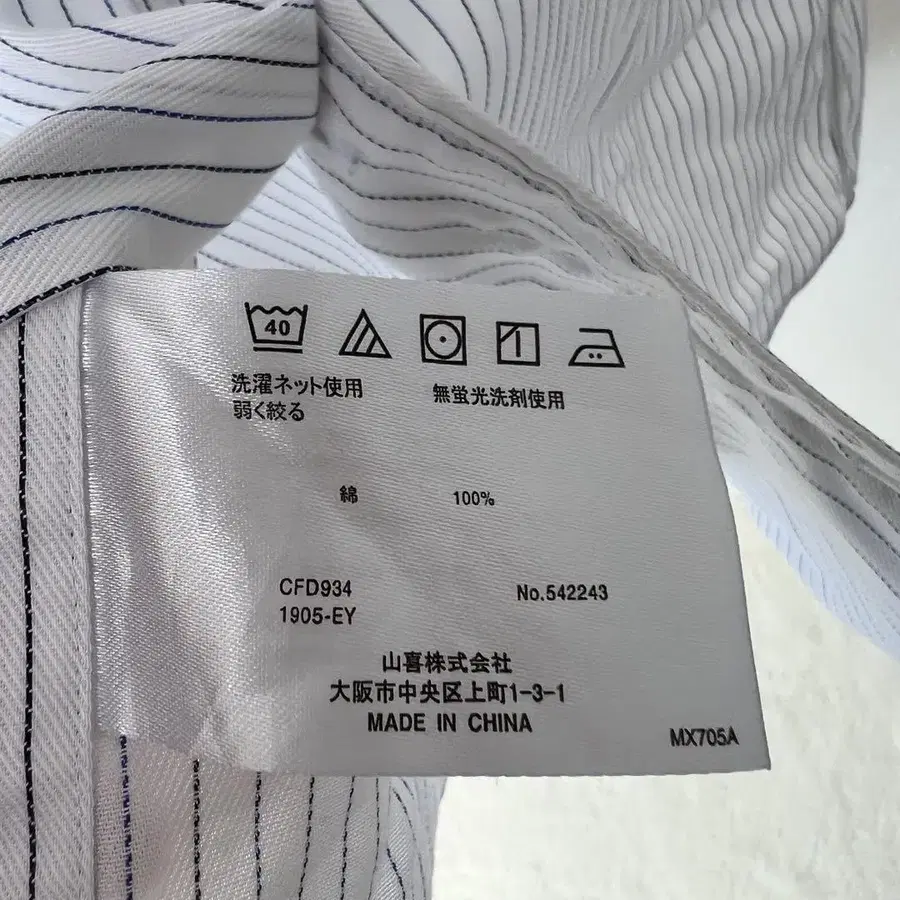 40
洗濯ネット使用
弱く絞る
無蛍光洗剤使用
綿 100%
CFD934 No.542243
1905-EY
山喜株式会社
大阪市中央区上町1-3-1
MADE IN CHINA
MX705A